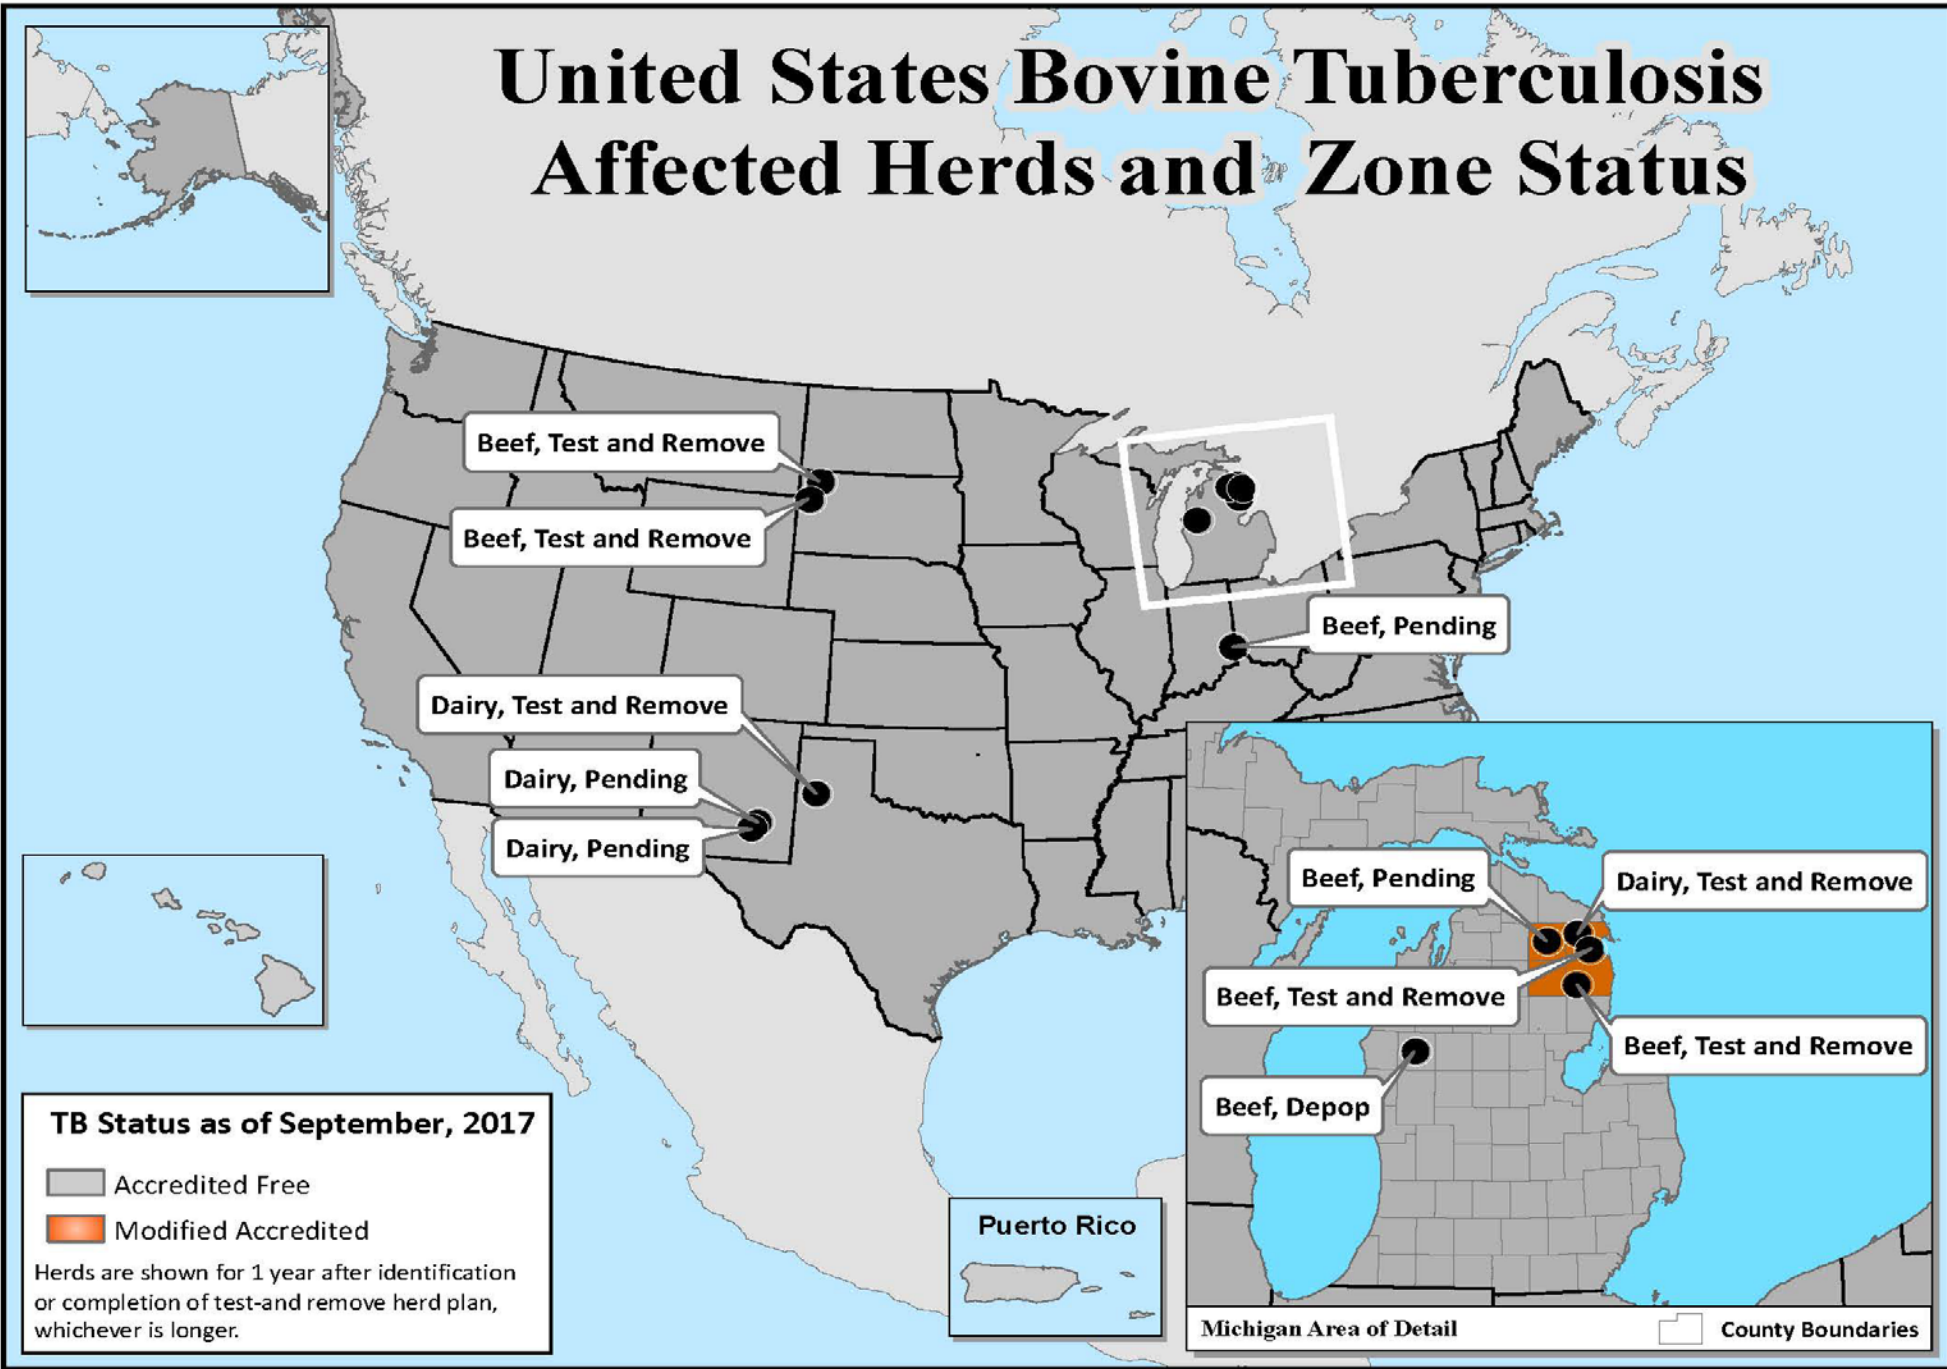 United States Bovine Tuberculosis
Affected Herds and Zone Status
Beef, Test and Remove
Beef, Test and Remove
Beef, Pending
Dairy, Test and Remove
Dairy, Pending
Dairy, Pending
Beef, Pending
Dairy, Test and Remove
Beef, Test and Remove
Beef, Test and Remove
Beef, Depop
TB Status as of September, 2017
Accredited Free
Modified Accredited
Herds are shown for 1 year after identification
or completion of test-and remove herd plan,
whichever is longer.
Puerto Rico
Michigan Area of Detail
County Boundaries